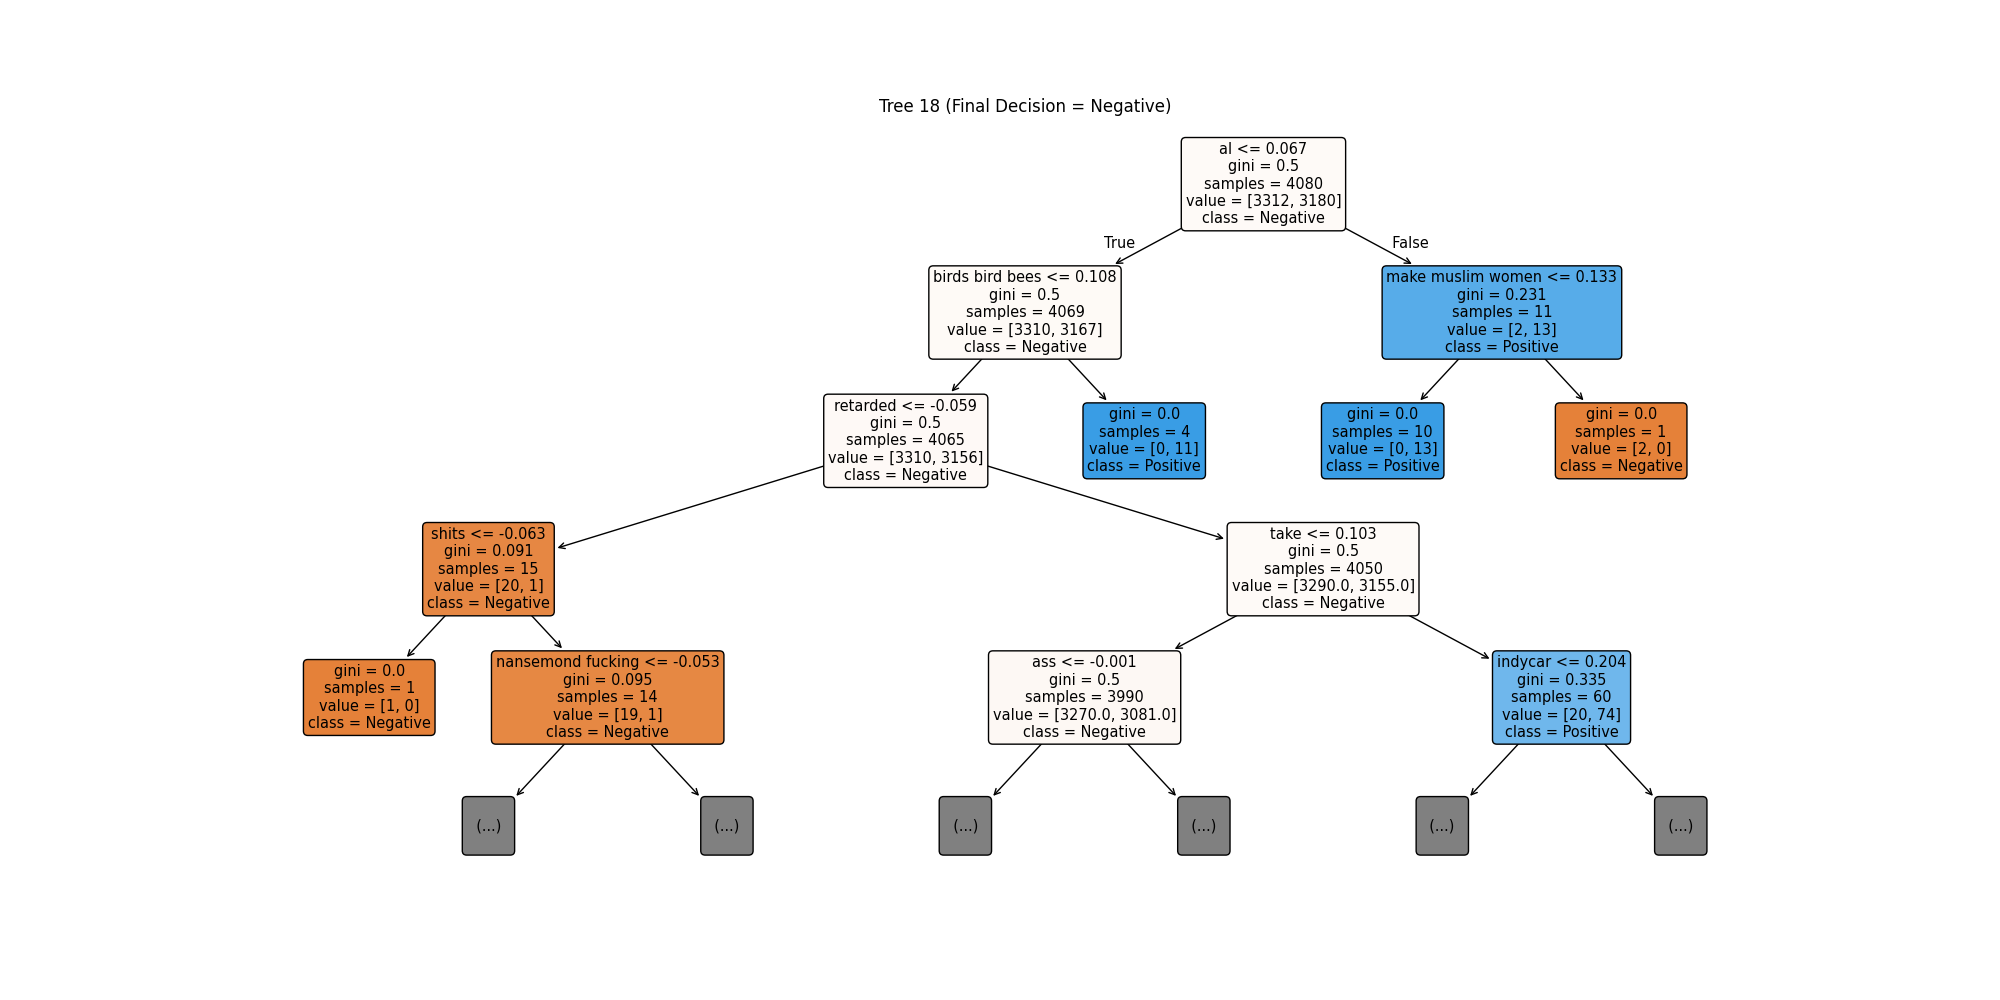 Tree 18 (Final Decision = Negative)
al <= 0.067
gini = 0.5
samples = 4080
value = [3312, 3180]
class = Negative
True
False
birds bird bees <= 0.108
gini = 0.5
samples = 4069
value = [3310, 3167]
class = Negative
make muslim women <= 0.133
gini = 0.231
samples = 11
value = [2, 13]
class = Positive
retarded <= -0.059
gini = 0.5
samples = 4065
value = [3310, 3156]
class = Negative
gini = 0.0
samples = 4
value = [0, 11]
class = Positive
gini = 0.0
samples = 10
value = [0, 13]
class = Positive
gini = 0.0
samples = 1
value = [2, 0]
class = Negative
shits <= -0.063
gini = 0.091
samples = 15
value = [20, 1]
class = Negative
take <= 0.103
gini = 0.5
samples = 4050
value = [3290.0, 3155.0]
class = Negative
gini = 0.0
samples = 1
value = [1, 0]
class = Negative
nansemond fucking <= -0.053
gini = 0.095
samples = 14
value = [19, 1]
class = Negative
ass <= -0.001
gini = 0.5
samples = 3990
value = [3270.0, 3081.0]
class = Negative
indycar <= 0.204
gini = 0.335
samples = 60
value = [20, 74]
class = Positive
(...)
(...)
(...)
(...)
(...)
(...)